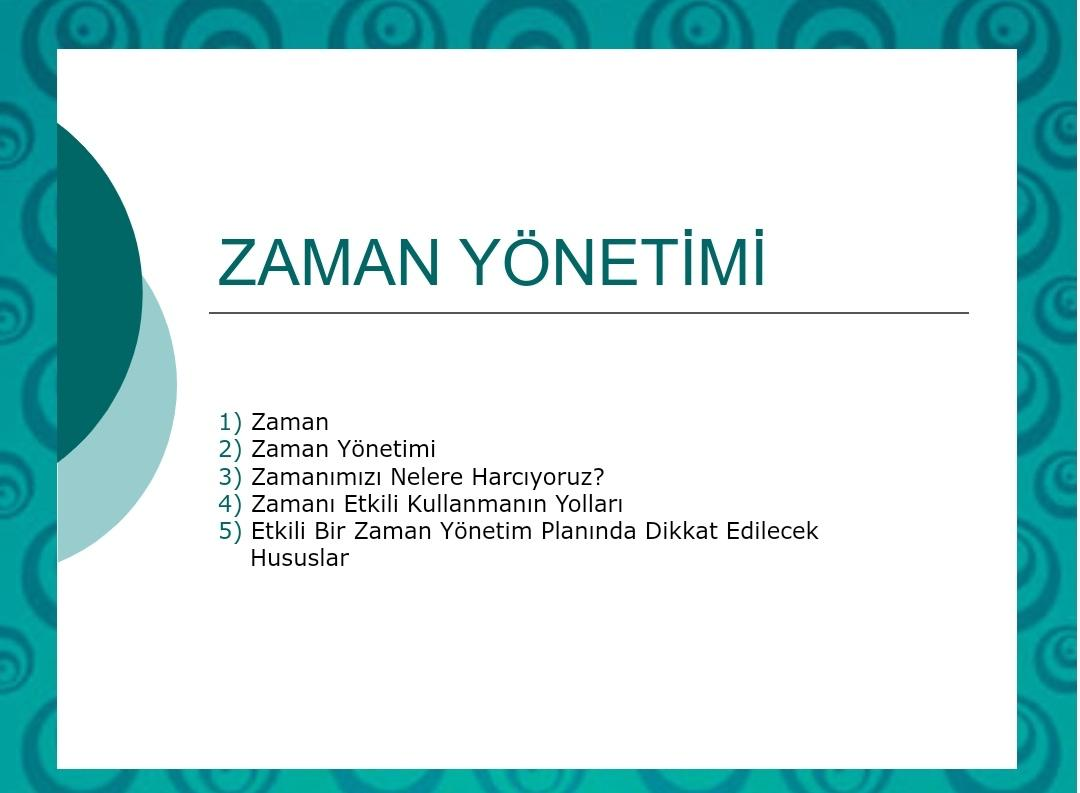 ZAMAN YÖNETİMİ
1) Zaman
2) Zaman Yönetimi
3) Zamanımızı Nelere Harcıyoruz?
4) Zamanı Etkili Kullanmanın Yolları
5) Etkili Bir Zaman Yönetim Planında Dikkat Edilecek
Hususlar